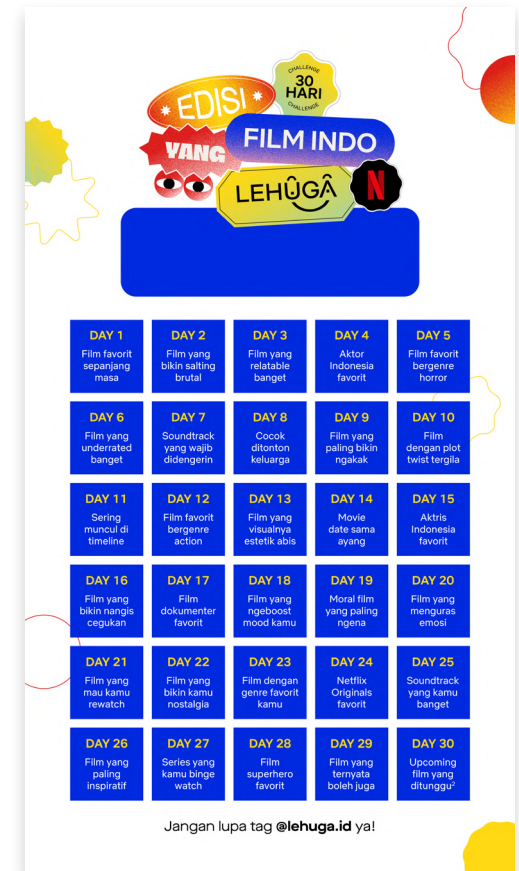 CHALLENGE
30
HARI
CHALLENGE
EDISI
YANG
FILM INDO
LEHÛGÂ
N
DAY 1
Film favorit
sepanjang
masa
DAY 2
Film yang
bikin salting
brutal
DAY 3
Film yang
relatable
banget
DAY 4
Aktor
Indonesia
favorit
DAY 5
Film favorit
bergenre
horror
DAY 6
Film yang
underrated
banget
DAY 7
Soundtrack
yang wajib
didengerin
DAY 8
Cocok
ditonton
keluarga
DAY 9
Film yang
paling bikin
ngakak
DAY 10
Film
dengan plot
twist tergila
DAY 11
Sering
muncul di
timeline
DAY 12
Film favorit
bergenre
action
DAY 13
Film yang
visualnya
estetik abis
DAY 14
Movie
date sama
ayang
DAY 15
Aktris
Indonesia
favorit
DAY 16
Film yang
bikin nangis
cegukan
DAY 17
Film
dokumenter
favorit
DAY 18
Film yang
ngeboost
mood kamu
DAY 19
Moral film
yang paling
ngena
DAY 20
Film yang
menguras
emosi
DAY 21
Film yang
mau kamu
rewatch
DAY 22
Film yang
bikin kamu
nostalgia
DAY 23
Film dengan
genre favorit
kamu
DAY 24
Netflix
Originals
favorit
DAY 25
Soundtrack
yang kamu
banget
DAY 26
Film yang
paling
inspiratif
DAY 27
Series yang
kamu binge
watch
DAY 28
Film
superhero
favorit
DAY 29
Film yang
ternyata
boleh juga
DAY 30
Upcoming
film yang
ditunggu²
Jangan lupa tag @lehuga.id ya!